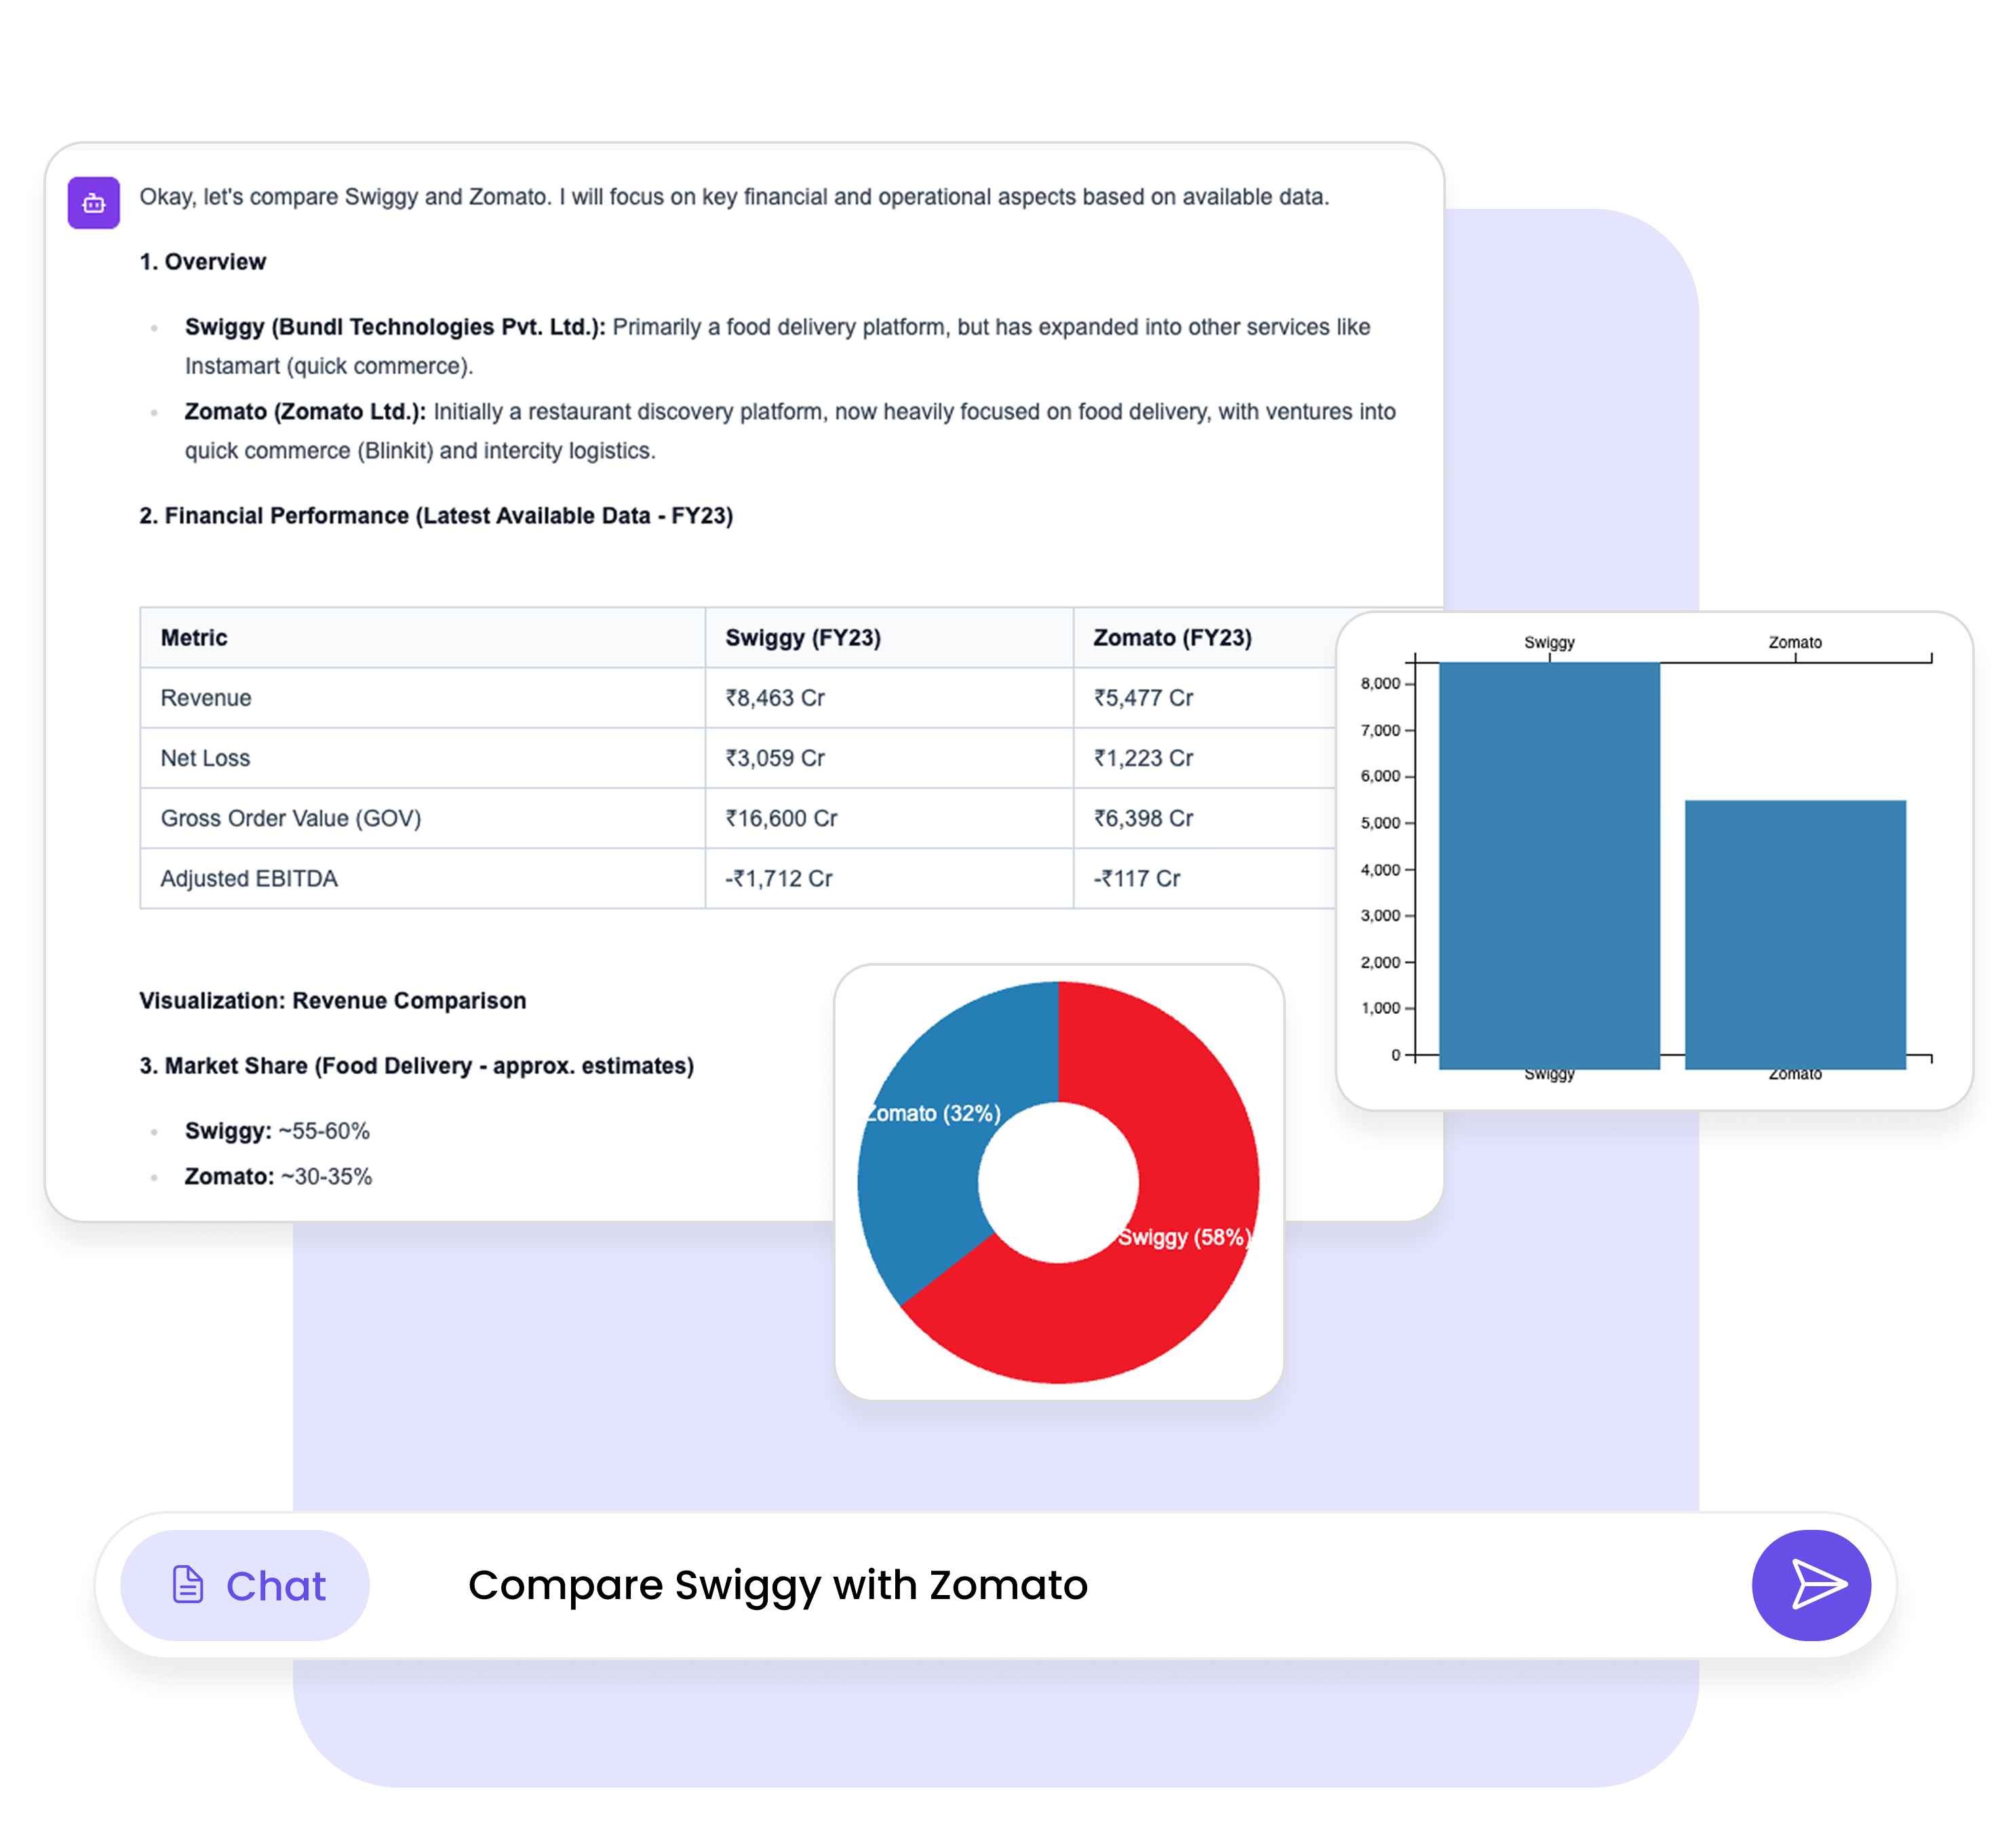 Okay, let's compare Swiggy and Zomato. I will focus on key financial and operational aspects based on available data.
1. Overview
Swiggy (Bundl Technologies Pvt. Ltd.): Primarily a food delivery platform, but has expanded into other services like
Instamart (quick commerce).
Zomato (Zomato Ltd.): Initially a restaurant discovery platform, now heavily focused on food delivery, with ventures into
quick commerce (Blinkit) and intercity logistics.
2. Financial Performance (Latest Available Data - FY23)
Metric Swiggy (FY23) Zomato (FY23)
Revenue ₹8,463 Cr ₹5,477 Cr
Net Loss ₹3,059 Cr ₹1,223 Cr
Gross Order Value (GOV) ₹16,600 Cr ₹6,398 Cr
Adjusted EBITDA -₹1,712 Cr -₹117 Cr
Swiggy Zomato
8,000
7,000
6,000
5,000
4,000
3,000
2,000
1,000
0
Swiggy Zomato
Visualization: Revenue Comparison
3. Market Share (Food Delivery - approx. estimates)
Swiggy: ~55-60%
Zomato: ~30-35%
Zomato (32%)
Swiggy (58%)
Chat
Compare Swiggy with Zomato